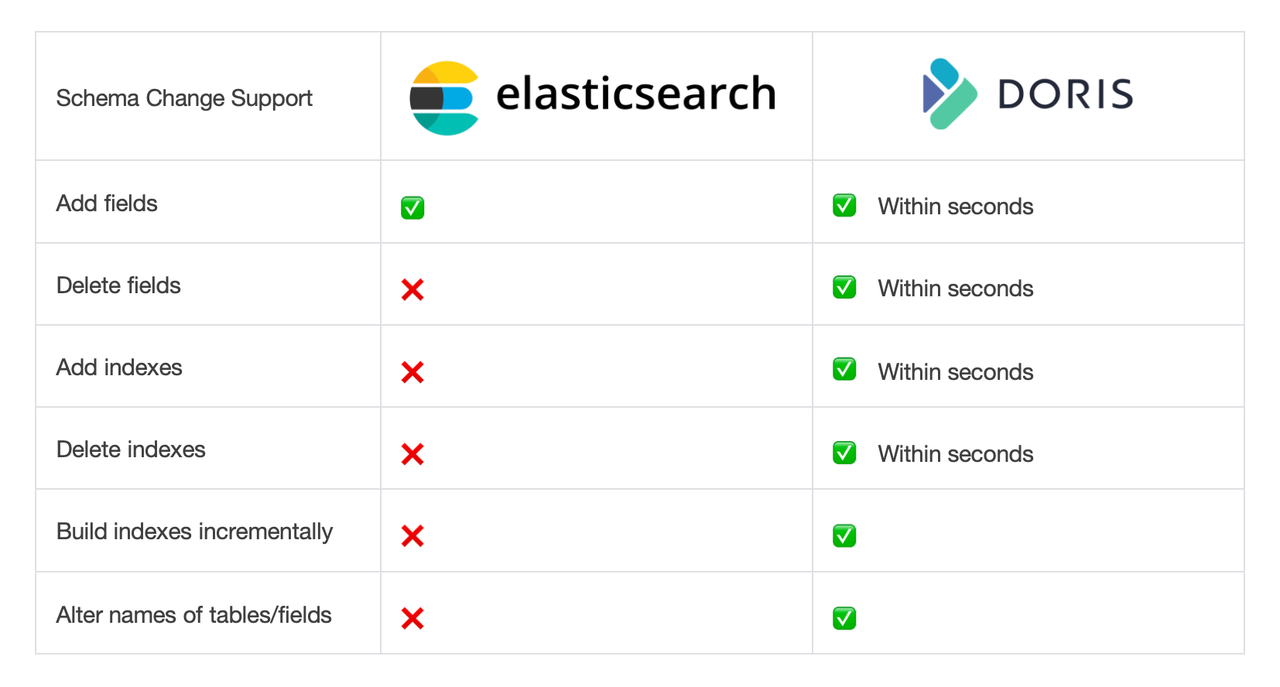 Schema Change Support
elasticsearch
DORIS
Add fields
✅
✅ Within seconds
Delete fields
❌
✅ Within seconds
Add indexes
❌
✅ Within seconds
Delete indexes
❌
✅ Within seconds
Build indexes incrementally
❌
✅
Alter names of tables/fields
❌
✅